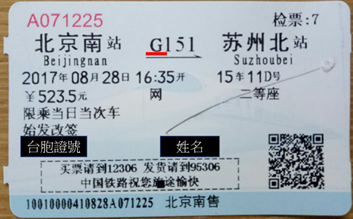 A071225 检票:7
北京南站 G151 苏州北站
Beijingnan Suzhoubei
2017年08月28日16:35开 15车11D号
￥523.5元 网 二等座
限乘当日当次车
始发改签
台胞證號 姓名
买票请到12306 发货请到95306
中国铁路祝您旅途愉快
10010000410828A071225 北京南售